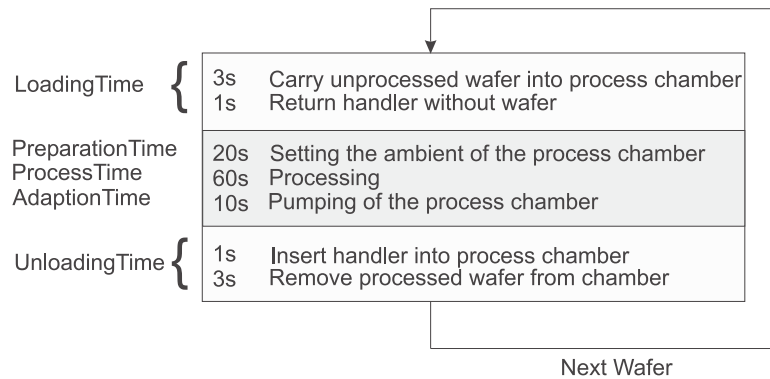 LoadingTime
3s Carry unprocessed wafer into process chamber
1s Return handler without wafer
PreparationTime 20s Setting the ambient of the process chamber
ProcessTime 60s Processing
AdaptionTime 10s Pumping of the process chamber
UnloadingTime
1s Insert handler into process chamber
3s Remove processed wafer from chamber
Next Wafer